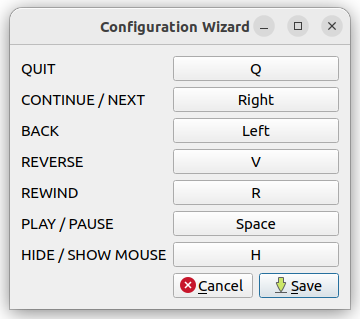 Configuration Wizard
QUIT Q
CONTINUE / NEXT Right
BACK Left
REVERSE V
REWIND R
PLAY / PAUSE Space
HIDE / SHOW MOUSE H
Cancel Save